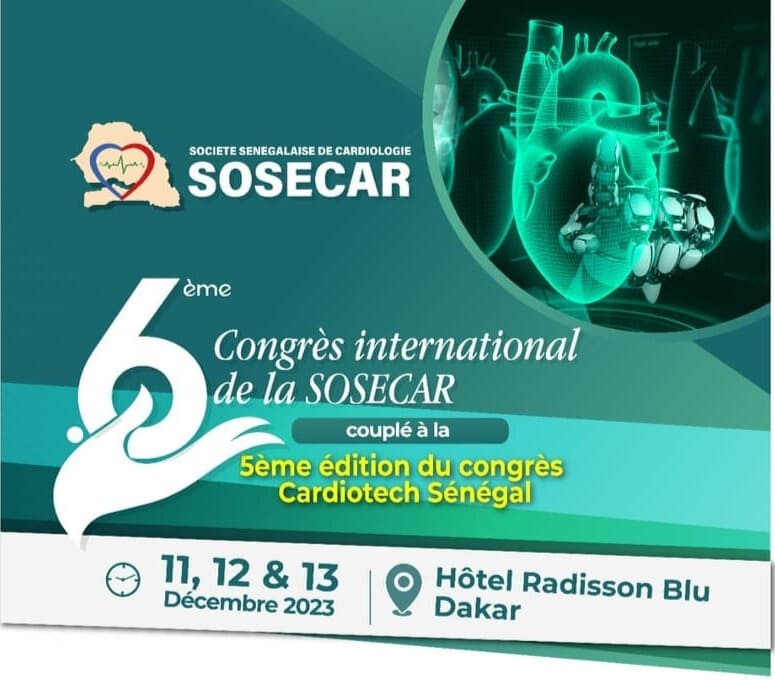 SOCIETE SENEGALAISE DE CARDIOLOGIE
SOSECAR
6ème
Congrès international
de la SOSECAR
couplé à la
5ème édition du congrès
Cardiotech Sénégal
11, 12 & 13
Décembre 2023
Hôtel Radisson Blu
Dakar